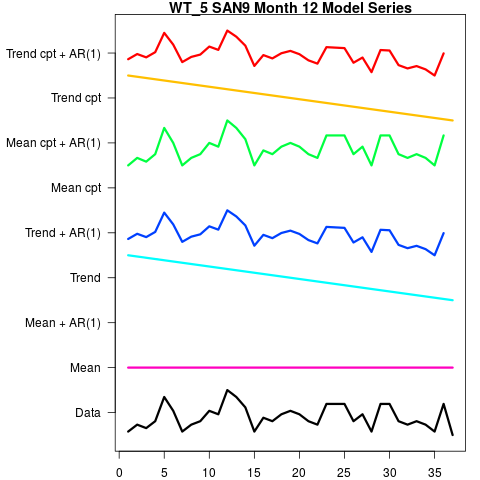 WT_5 SAN9 Month 12 Model Series
Trend cpt + AR(1)
Trend cpt
Mean cpt + AR(1)
Mean cpt
Trend + AR(1)
Trend
Mean + AR(1)
Mean
Data
0 5 10 15 20 25 30 35